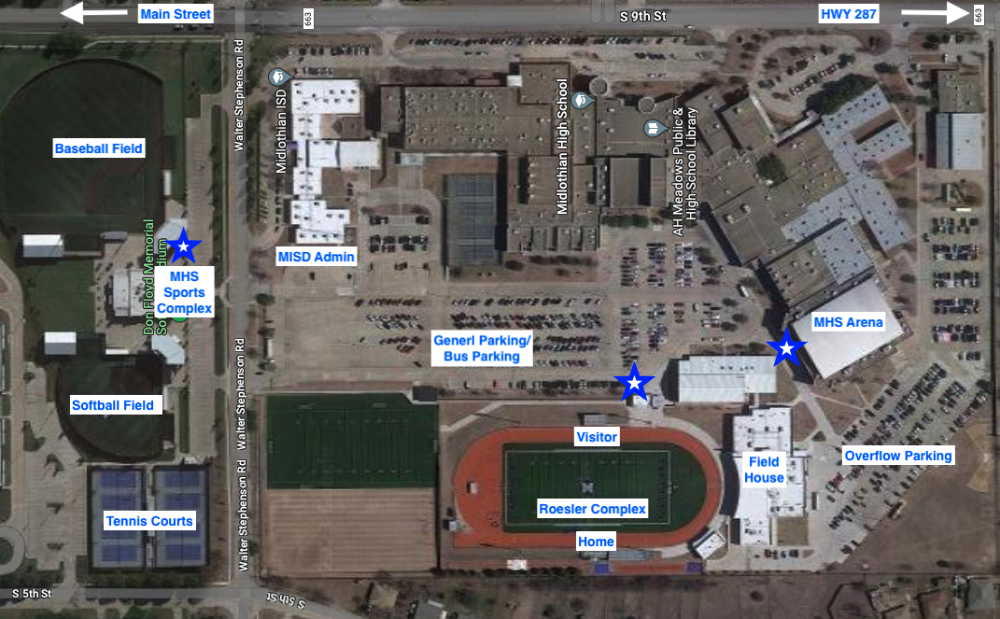 Main Street
663
S 9th St
HWY 287
663
Walter Stephenson Rd
Midlothian ISD
Midlothian High School
AH Meadows Public &
High School Library
Baseball Field
Don Floyd Memorial
MHS
Sports
Complex
MISD Admin
MHS Arena
Generl Parking/
Bus Parking
Walter Stephenson Rd
Softball Field
Visitor
Field
House
Overflow Parking
Roesler Complex
Home
Tennis Courts
Walter Stephenson Rd
S 5th St
S 5th St